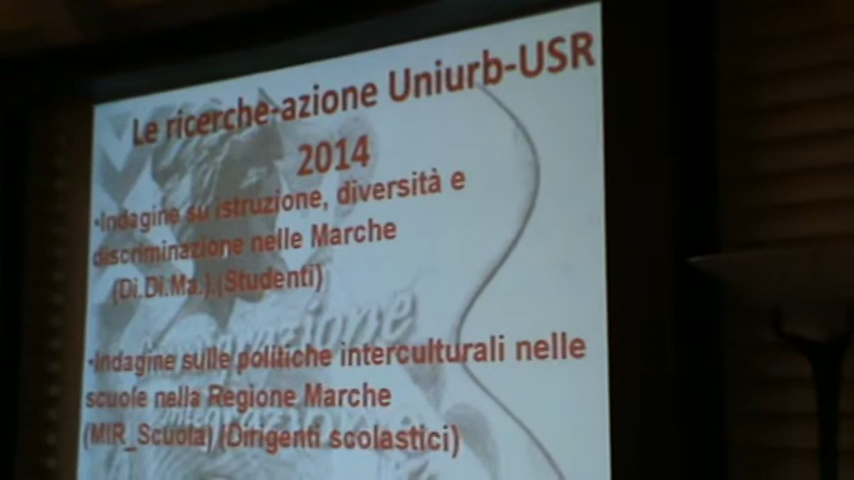 Le ricerche-azione Uniurb-USR
2014
•Indagine su istruzione, diversità e
discriminazione nelle Marche
(Di.Di.Ma.) (Studenti)
•Indagine sulle politiche interculturali nelle
scuole nella Regione Marche
(MIR_Scuola) (Dirigenti scolastici)